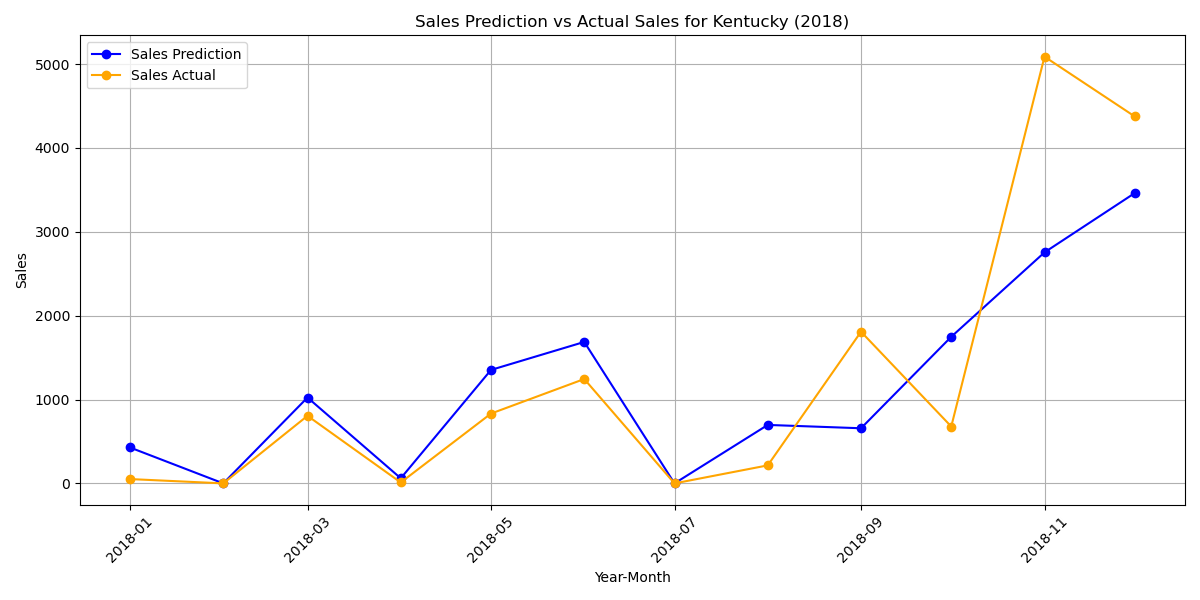 Sales Prediction vs Actual Sales for Kentucky (2018)
Sales Prediction
Sales Actual
5000
4000
3000
2000
1000
0
Sales
2018-01
2018-03
2018-05
2018-07
2018-09
2018-11
Year-Month